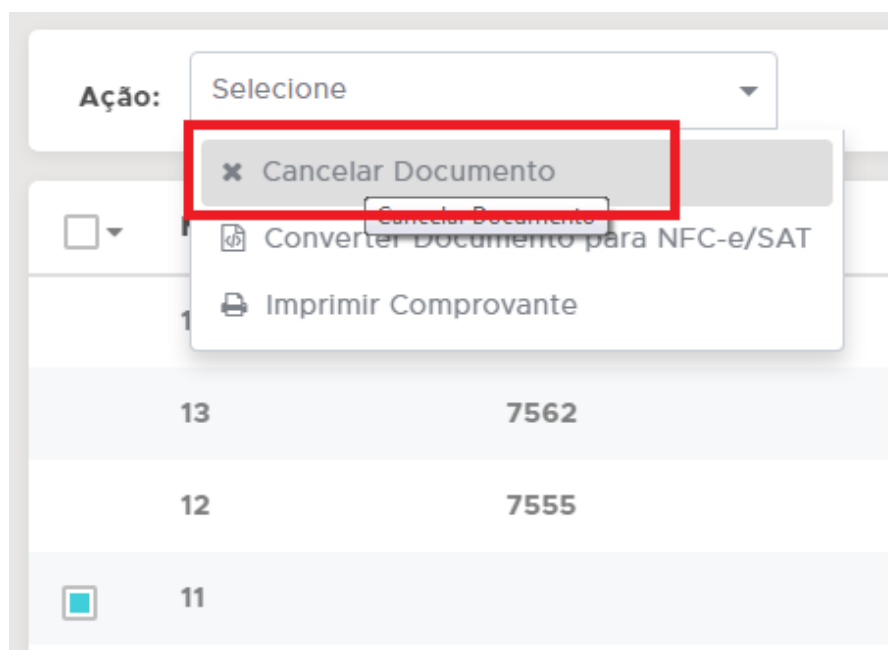 Ação:
Selecione
Cancelar Documento
Cancelar Documento
Converter Documento para NFC-e/SAT
Imprimir Comprovante
13 7562
12 7555
11